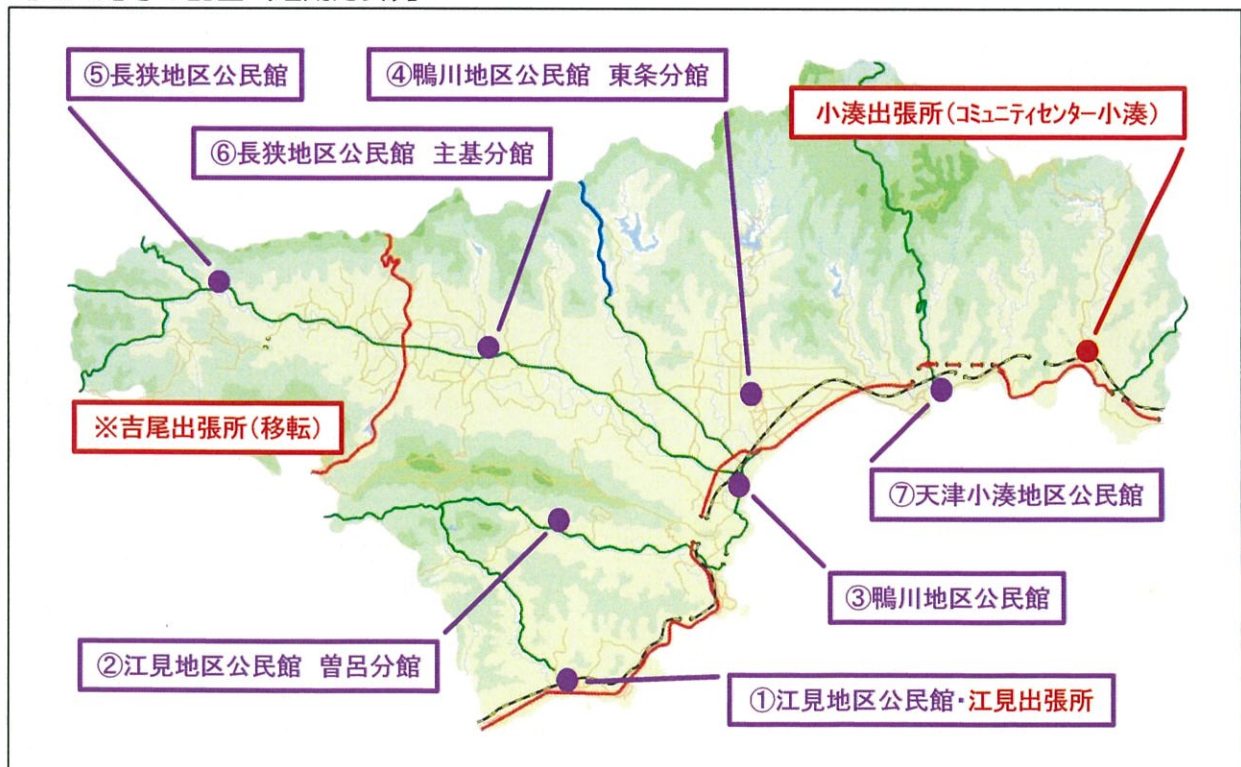 ⑤長狭地区公民館
④鴨川地区公民館　東条分館
小湊出張所（コミュニティセンター小湊）
⑥長狭地区公民館　主基分館
※吉尾出張所（移転）
⑦天津小湊地区公民館
③鴨川地区公民館
②江見地区公民館　曽呂分館
①江見地区公民館・江見出張所